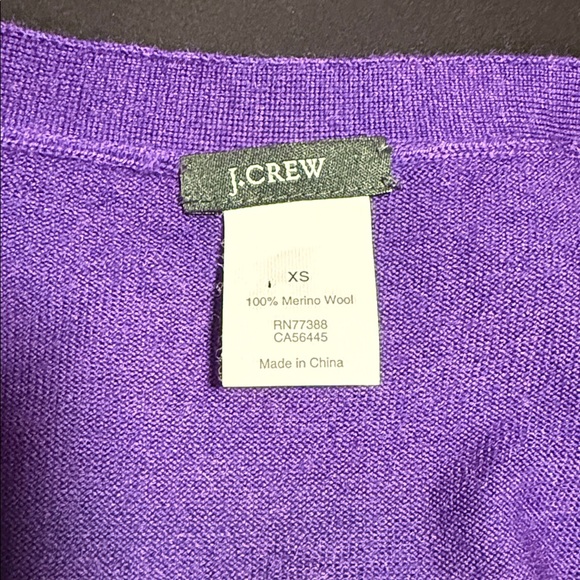 J.CREW
XS
100% Merino Wool
RN77388
CA56445
Made in China